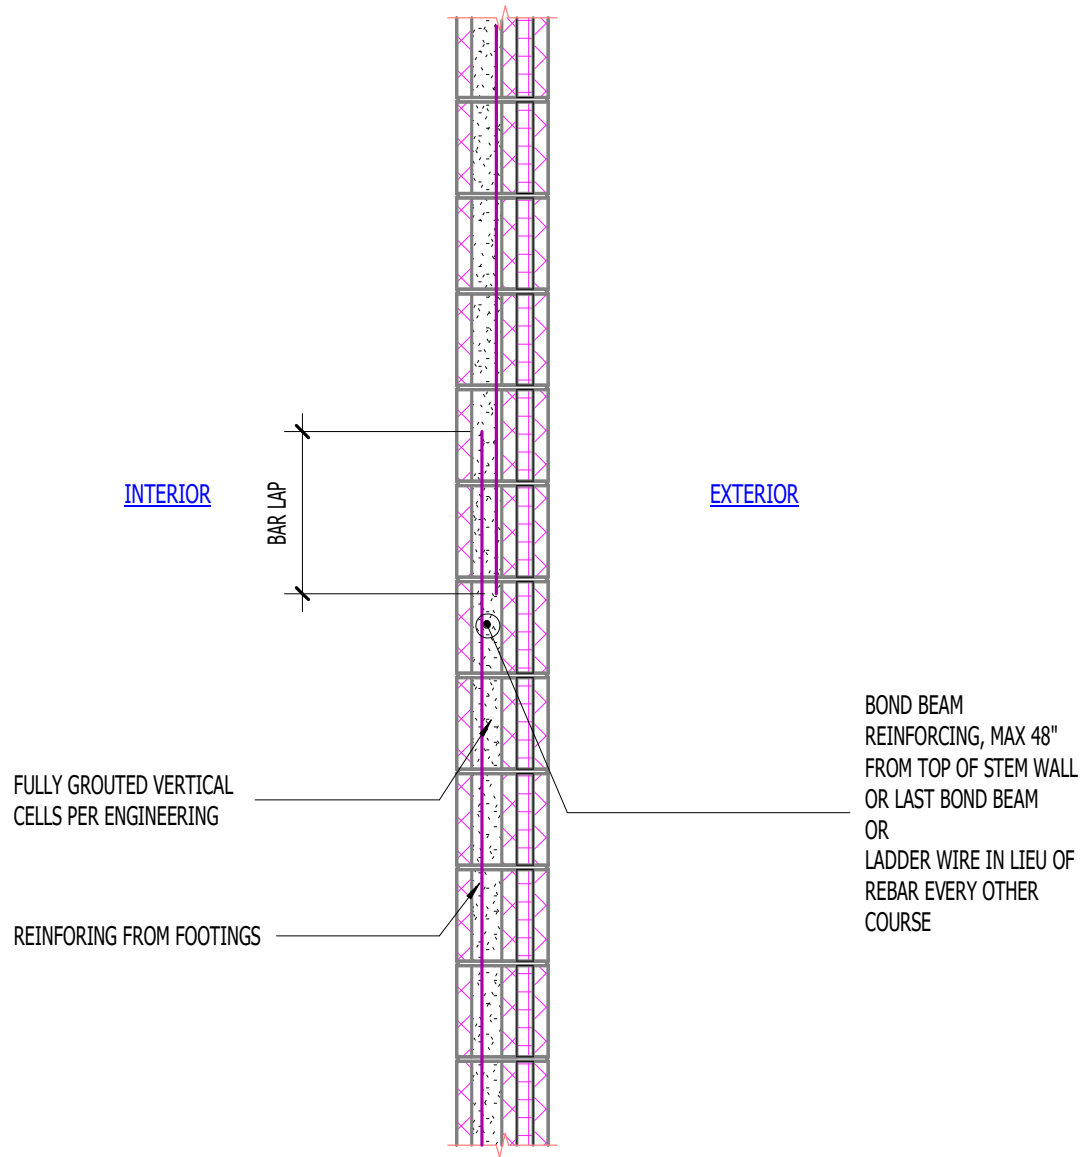 INTERIOR
EXTERIOR
BAR LAP
BOND BEAM
REINFORCING, MAX 48"
FROM TOP OF STEM WALL
OR LAST BOND BEAM
OR
LADDER WIRE IN LIEU OF
REBAR EVERY OTHER
COURSE
FULLY GROUTED VERTICAL
CELLS PER ENGINEERING
REINFORING FROM FOOTINGS